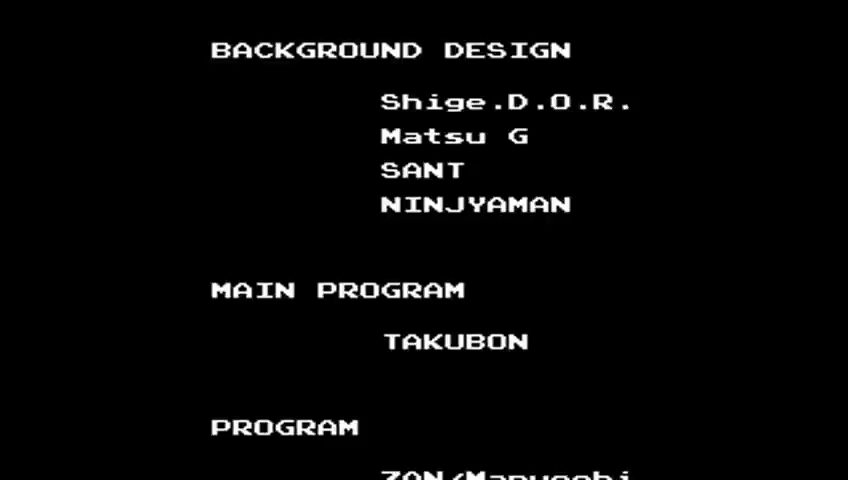 BACKGROUND DESIGN
Shige.D.O.R.
Matsu G
SANT
NINJYAMAN
MAIN PROGRAM
TAKUBON
PROGRAM